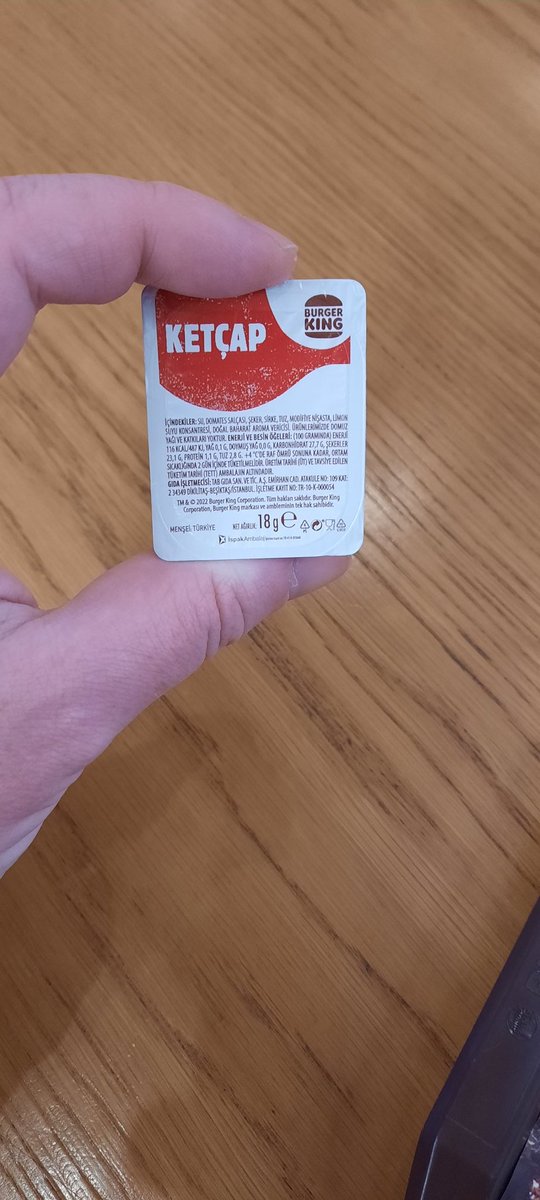 BURGER
KING
KETÇAP
İÇİNDEKİLER: SU, DOMATES SALÇASI, ŞEKER, SİRKE, TUZ, MODİFİYE NİŞASTA, LİMON
SUYU KONSANTRESİ, DOĞAL BAHARAT AROMA VERİCİSİ. ÜRÜNLERİMİZDE DOMUZ
YAĞI VE KATKILARI YOKTUR. ENERJİ VE BESİN ÖĞELERİ: (100 GRAMINDA) ENERJİ
116 KCAL/487 KJ, YAĞ 0,1 G, DOYMUŞ YAĞ 0,0 G, KARBONHİDRAT 27,7 G, ŞEKERLER
23,1 G, PROTEİN 1,1 G, TUZ 2,8 G. +4 °C'DE RAF ÖMRÜ SONUNA KADAR, ORTAM
SICAKLIĞINDA 2 GÜN İÇİNDE TÜKETİLMELİDİR. ÜRETİM TARİHİ (ÜT) VE TAVSİYE EDİLEN
TÜKETİM TARİHİ (TETT) AMBALAJIN ALTINDADIR.
GIDA İŞLETMECİSİ: TAB GIDA SAN. VE TİC. A.Ş. EMİRHAN CAD. ATAKULE NO: 109 KAT:
2 34349 DİKİLİTAŞ-BEŞİKTAŞ/İSTANBUL. İŞLETME KAYIT NO: TR-10-K-000054
TM & © 2022 Burger King Corporation. Tüm hakları saklıdır. Burger King
Corporation, Burger King markası ve ambleminin tek hak sahibidir.
MENŞEİ: TÜRKİYE NET AĞIRLIK: 18 g e
IspakAmbalaj